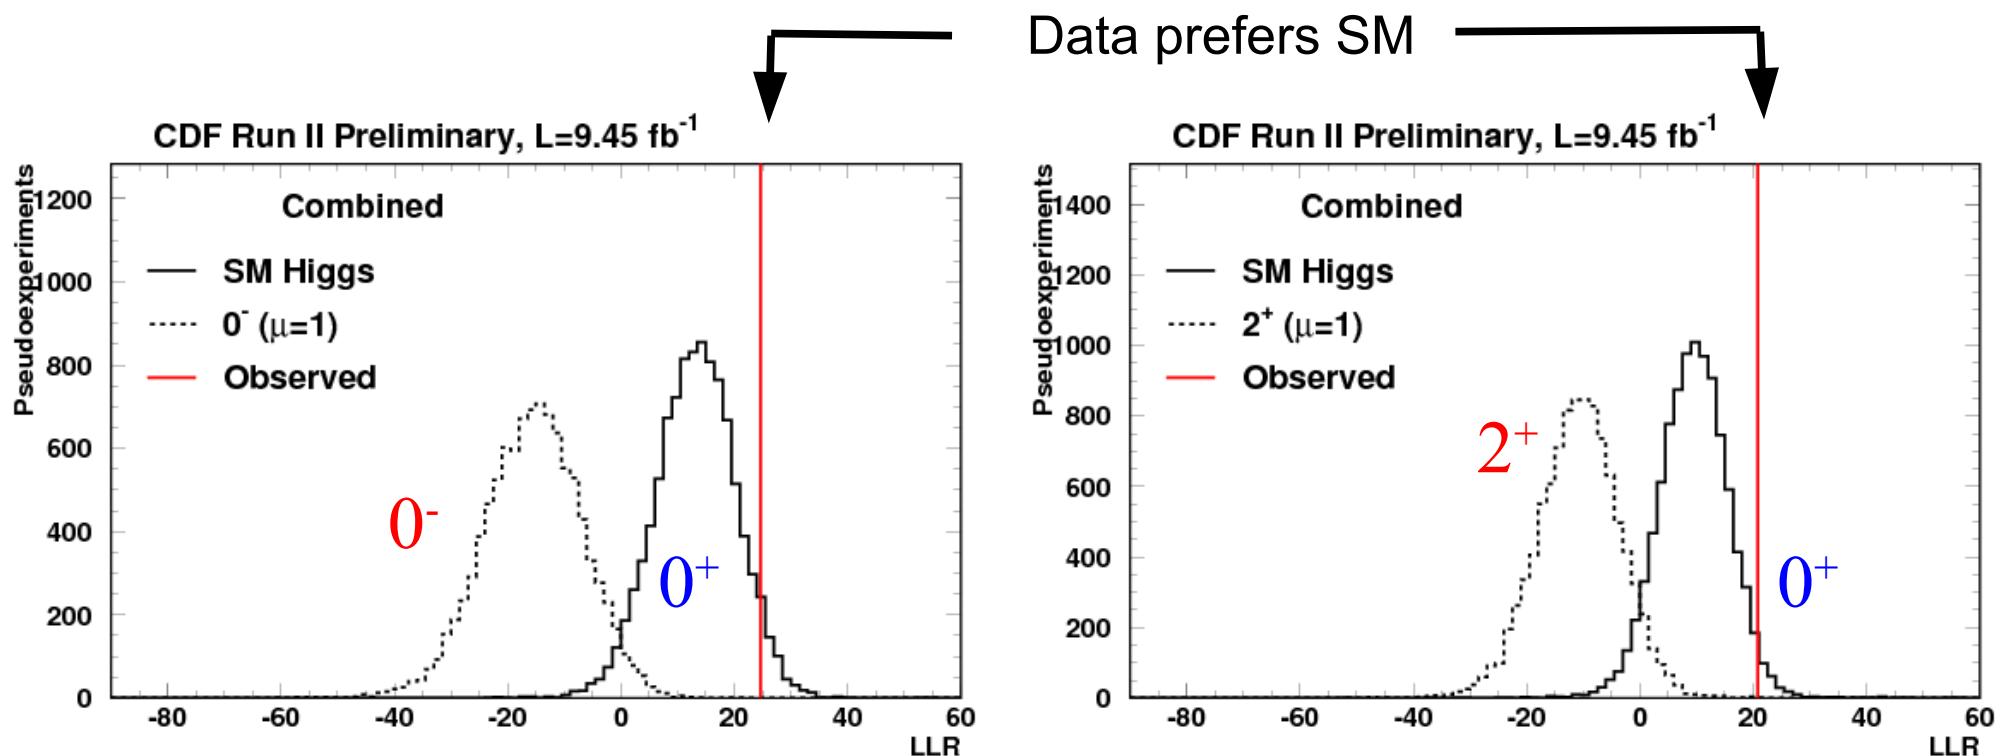 Data prefers SM
CDF Run II Preliminary, L=9.45 fb⁻¹
Pseudoexperiments
1200
1000
800
600
400
200
0
Combined
SM Higgs
0⁻ (μ=1)
Observed
0⁻
0⁺
-80 -60 -40 -20 0 20 40 60
LLR
CDF Run II Preliminary, L=9.45 fb⁻¹
Pseudoexperiments
1400
1200
1000
800
600
400
200
0
Combined
SM Higgs
2⁺ (μ=1)
Observed
2⁺
0⁺
-80 -60 -40 -20 0 20 40 60
LLR